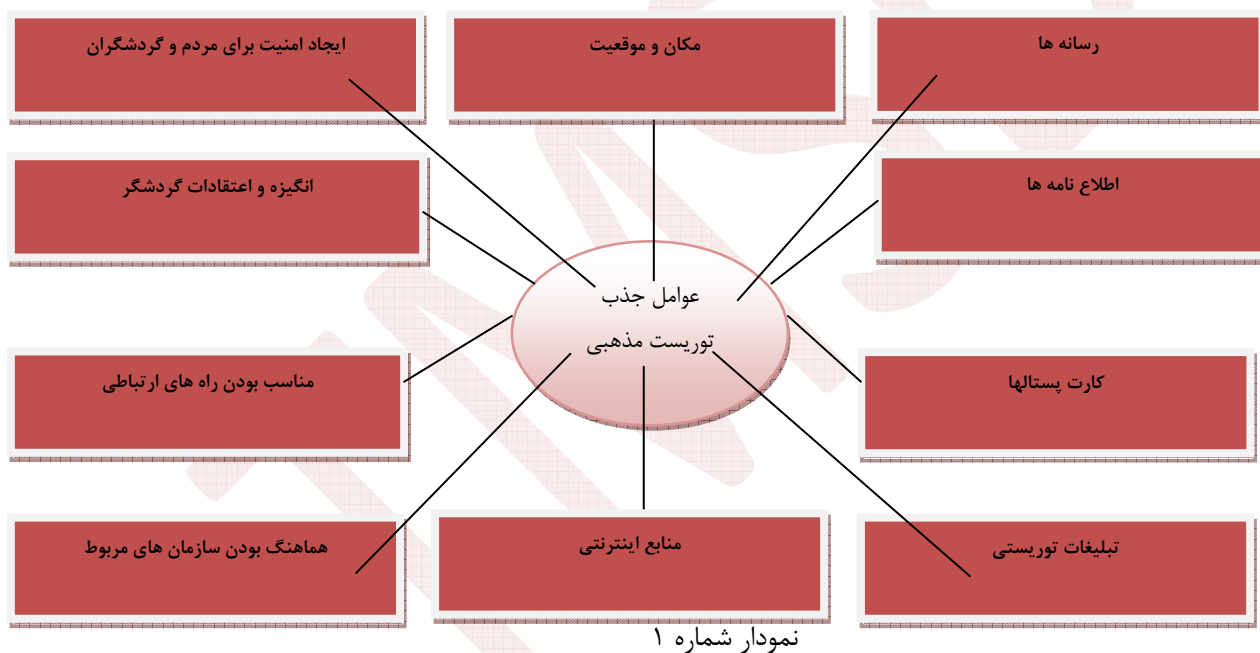 رسانه ها
مکان و موقعیت
ایجاد امنیت برای مردم و گردشگران
اطلاع نامه ها
انگیزه و اعتقادات گردشگر
عوامل جذب
توریست مذهبی
کارت پستالها
مناسب بودن راه های ارتباطی
تبلیغات توریستی
منابع اینترنتی
هماهنگ بودن سازمان های مربوط
نمودار شماره ۱